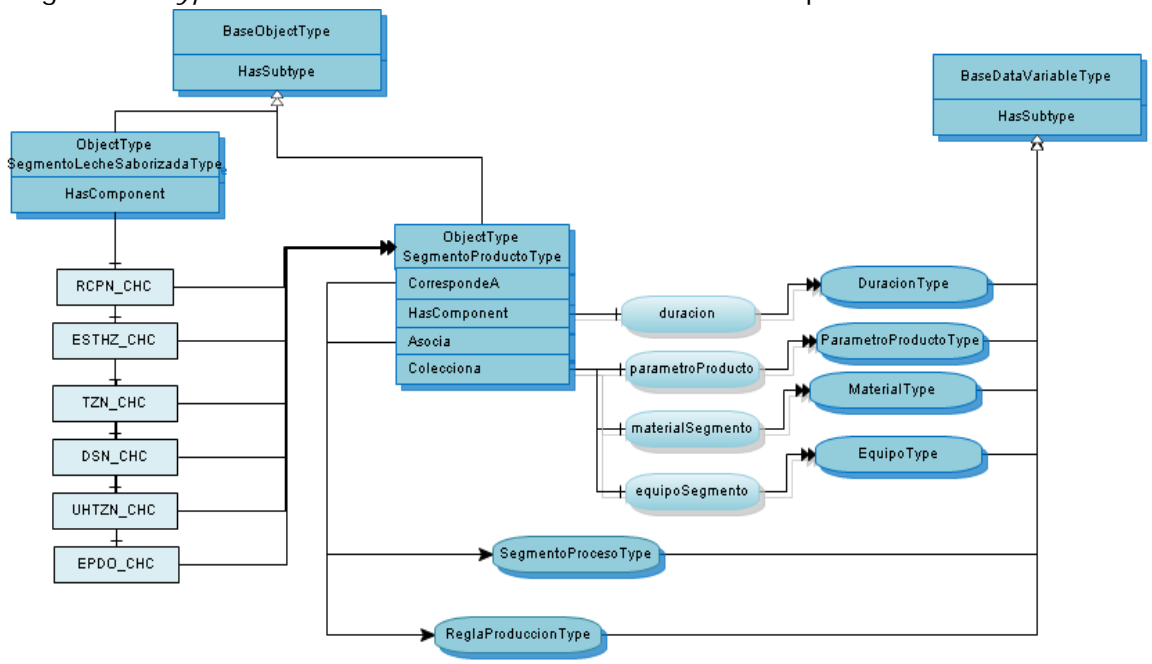 BaseObjectType
HasSubtype
BaseDataVariableType
HasSubtype
ObjectType
SegmentoLecheSaborizadaType
HasComponent
ObjectType
SegmentoProductoType
CorrespondeA
HasComponent
Asocia
Colecciona
RCPN_CHC
ESTHZ_CHC
TZN_CHC
DSN_CHC
UHTZN_CHC
EPDO_CHC
duracion
parametroProducto
materialSegmento
equipoSegmento
DuracionType
ParametroProductoType
MaterialType
EquipoType
SegmentoProcesoType
ReglaProduccionType